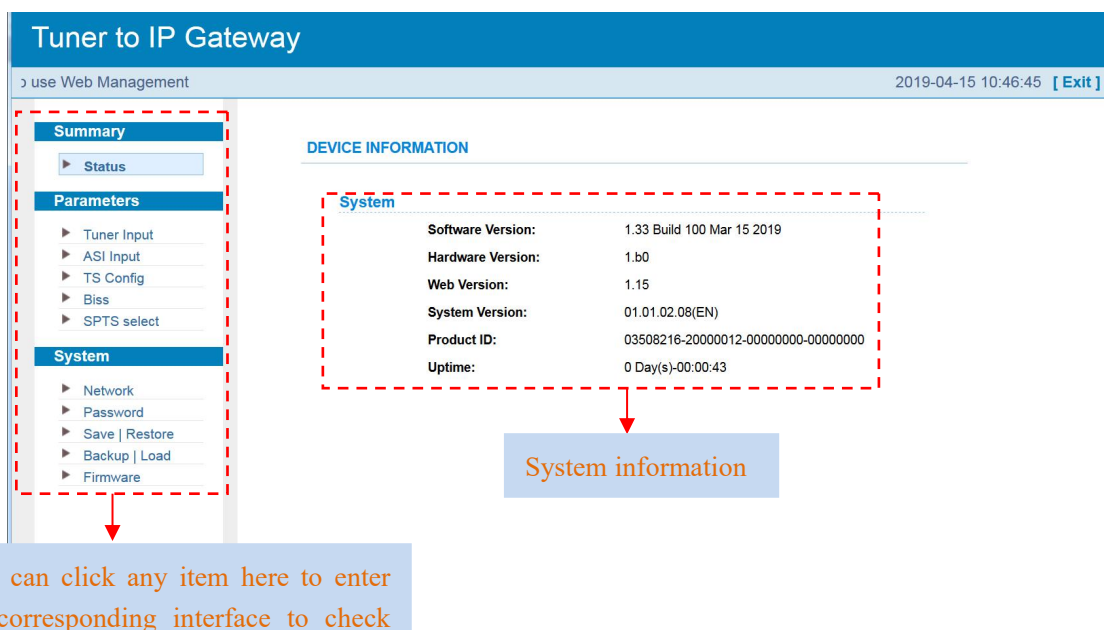 Tuner to IP Gateway
use Web Management
2019-04-15 10:46:45 [ Exit ]
Summary
Status
Parameters
Tuner Input
ASI Input
TS Config
Biss
SPTS select
System
Network
Password
Save | Restore
Backup | Load
Firmware
DEVICE INFORMATION
System
Software Version: 1.33 Build 100 Mar 15 2019
Hardware Version: 1.b0
Web Version: 1.15
System Version: 01.01.02.08(EN)
Product ID: 03508216-20000012-00000000-00000000
Uptime: 0 Day(s)-00:00:43
System information
can click any item here to enter
corresponding interface to check